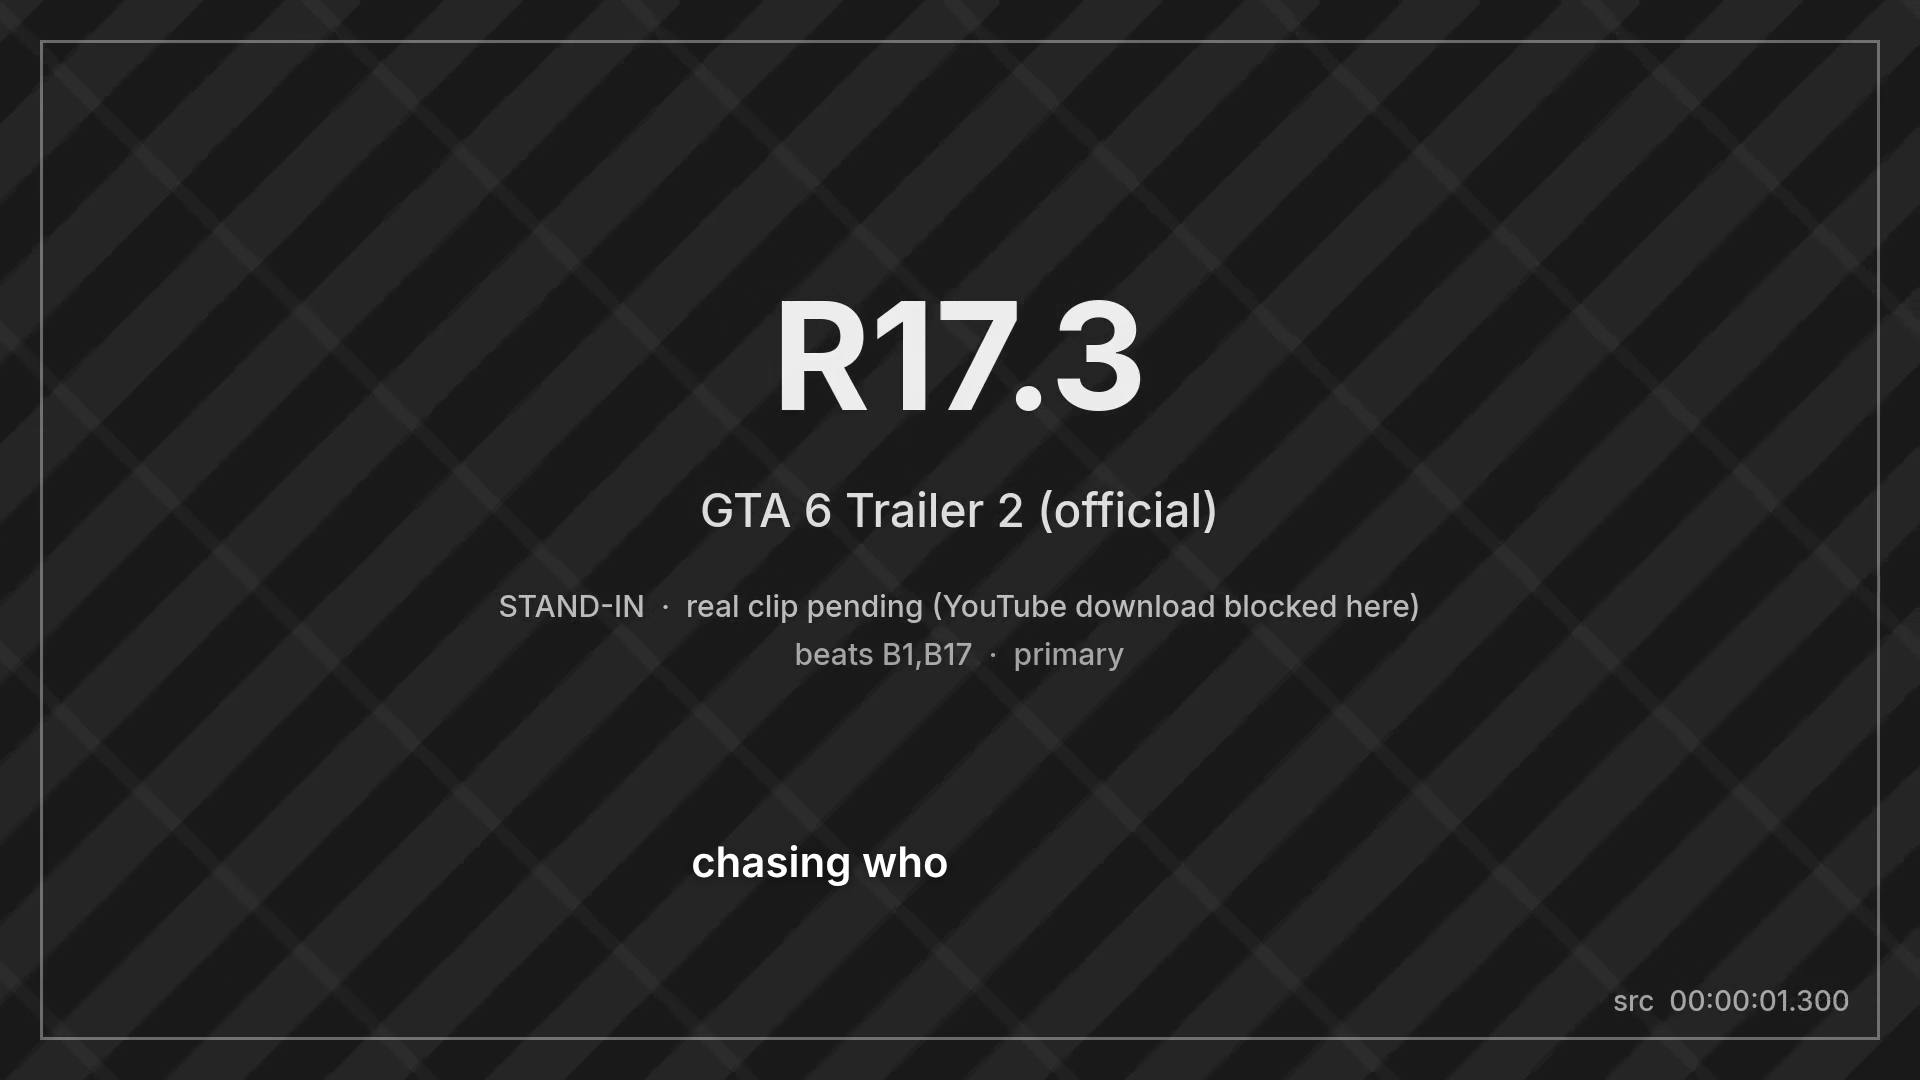 R17.3
GTA 6 Trailer 2 (official)
STAND-IN · real clip pending (YouTube download blocked here)
beats B1,B17 · primary
chasing who
src 00:00:01.300